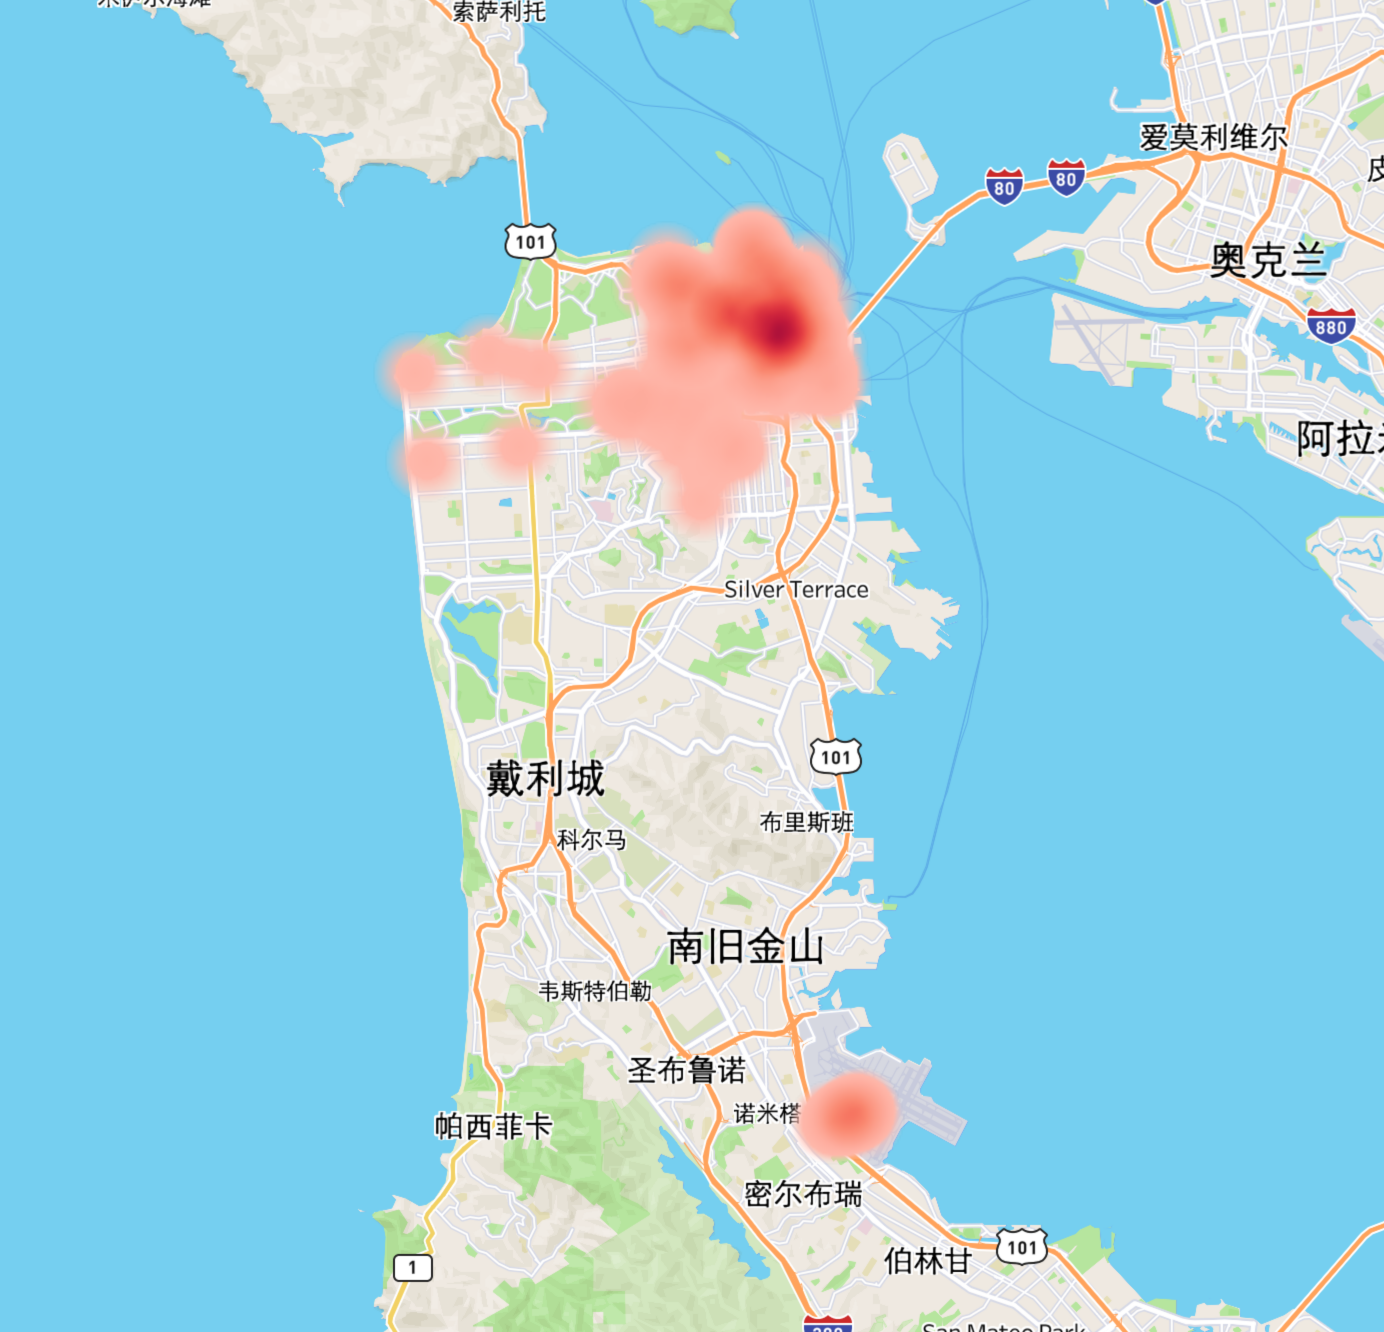 索萨利托
爱莫利维尔
80
80
101
奥克兰
880
Silver Terrace
101
戴利城
布里斯班
科尔马
南旧金山
韦斯特伯勒
圣布鲁诺
诺米
帕西菲卡
密尔布瑞
101
伯林甘
1
San Mateo Park